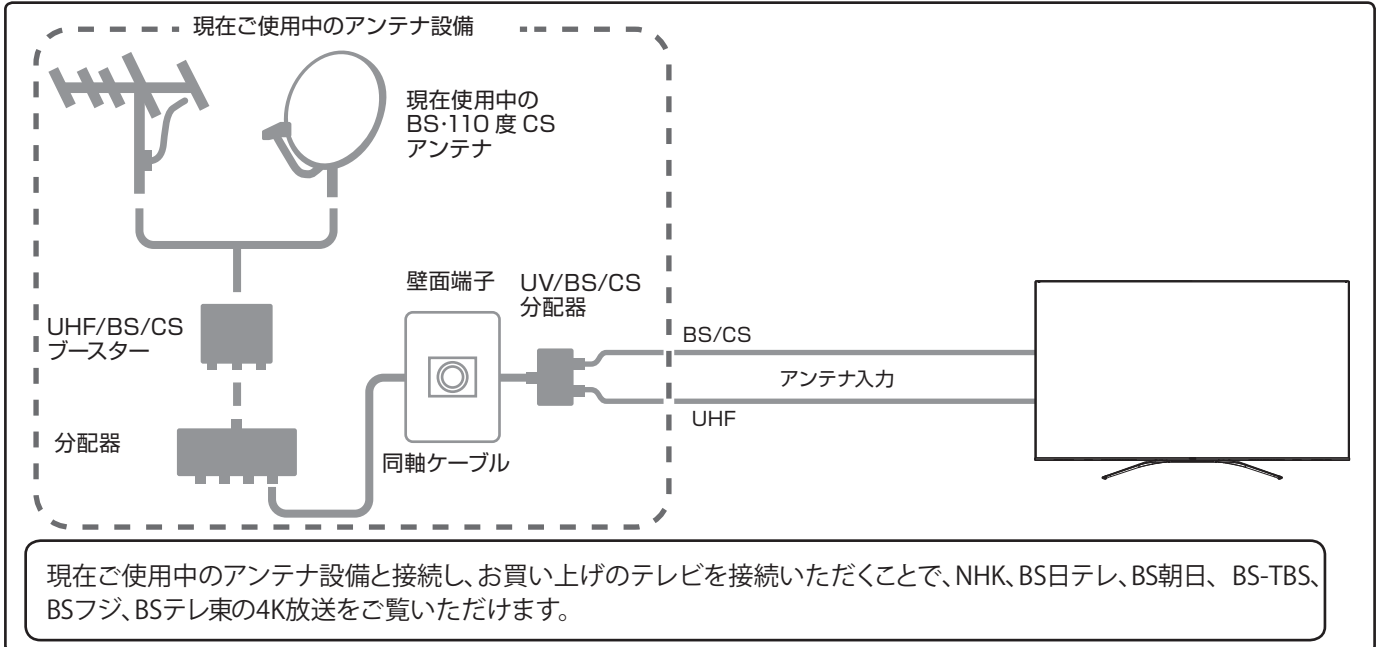 現在ご使用中のアンテナ設備
現在使用中の
BS･110 度 CS
アンテナ
壁面端子
UV/BS/CS
分配器
UHF/BS/CS
ブースター
BS/CS
アンテナ入力
UHF
分配器
同軸ケーブル
現在ご使用中のアンテナ設備と接続し、お買い上げのテレビを接続いただくことで、NHK、BS日テレ、BS朝日、 BS-TBS、
BSフジ、BSテレ東の4K放送をご覧いただけます。